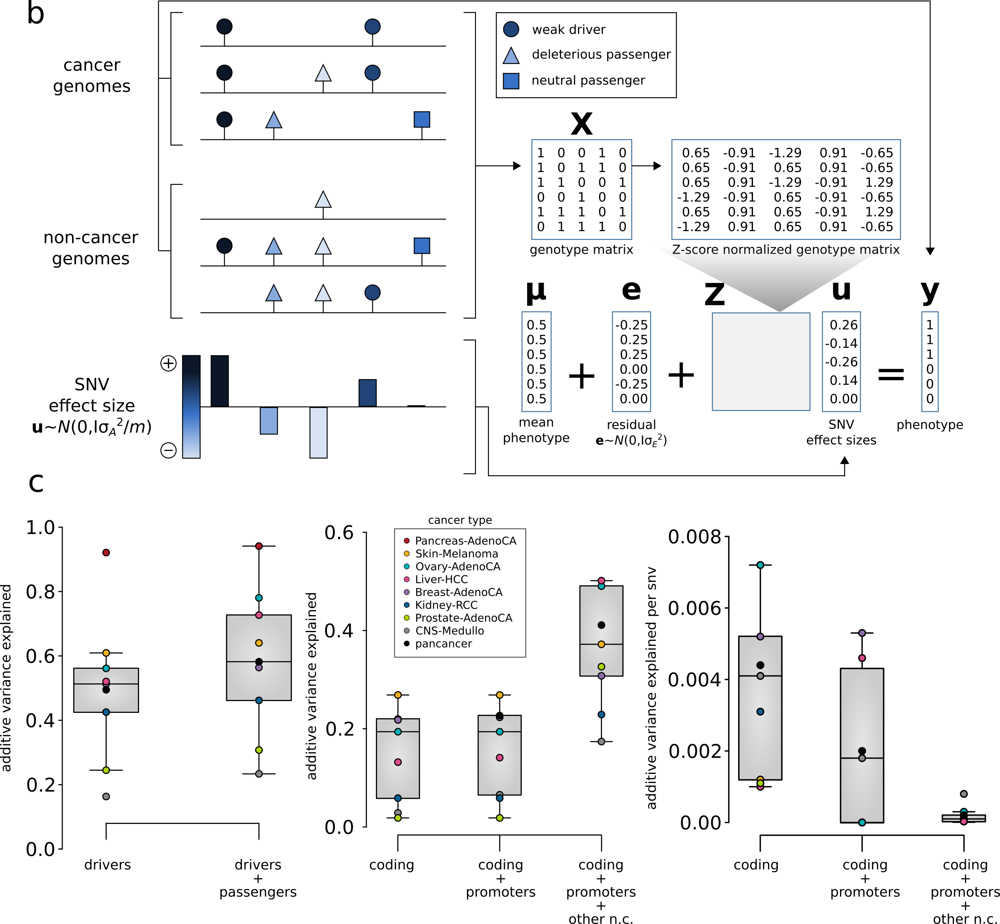 b
cancer
genomes
non-cancer
genomes
weak driver
deleterious passenger
neutral passenger
X
1 0 0 1 0
1 0 1 1 0
1 1 0 0 1
0 0 1 0 0
1 1 1 0 1
0 1 1 1 0
genotype matrix
0.65 -0.91 -1.29 0.91 -0.65
0.65 -0.91 0.65 0.91 -0.65
0.65 0.91 -1.29 -0.91 1.29
-1.29 -0.91 0.65 -0.91 -0.65
0.65 0.91 0.65 -0.91 1.29
-1.29 0.91 0.65 0.91 -0.65
Z-score normalized genotype matrix
μ
0.5
0.5
0.5
0.5
0.5
0.5
mean
phenotype
+
e
-0.25
0.25
0.25
0.00
-0.25
0.00
residual
e~N(0,Iσ_E²)
+
Z
u
0.26
-0.14
-0.26
0.14
0.00
SNV
effect sizes
=
y
1
1
1
0
0
0
phenotype
SNV
effect size
u~N(0,Iσ_A²/m)
+
−
c
additive variance explained
1.0
0.8
0.6
0.4
0.2
0.0
drivers
drivers
+
passengers
additive variance explained
0.6
0.4
0.2
0.0
cancer type
Pancreas-AdenoCA
Skin-Melanoma
Ovary-AdenoCA
Liver-HCC
Breast-AdenoCA
Kidney-RCC
Prostate-AdenoCA
CNS-Medullo
pancancer
coding
coding
+
promoters
coding
+
promoters
+
other n.c.
additive variance explained per snv
0.008
0.006
0.004
0.002
0.00
coding
coding
+
promoters
coding
+
promoters
+
other n.c.